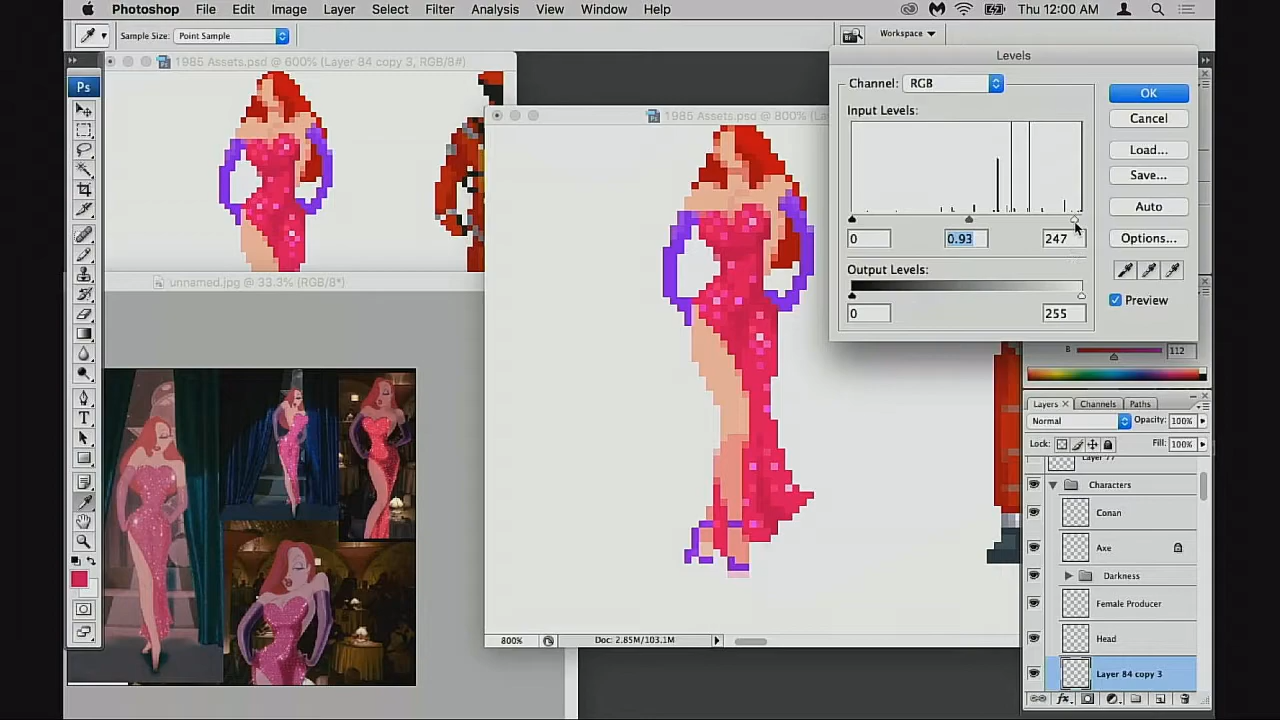 Photoshop File Edit Image Layer Select Filter Analysis View Window Help Thu 12:00 AM
Sample Size: Point Sample Workspace
1985 Assets.psd @ 600% (Layer 84 copy 3, RGB/8#)
1985 Assets.psd @ 800% (La
Levels
Channel: RGB
OK
Input Levels:
Cancel
Load...
Save...
Auto
0 0.93 247
Options...
Output Levels:
Preview
0 255
Ps
unnamed.jpg @ 33.3% (RGB/8*)
B 112
Layers Channels Paths
Normal Opacity: 100%
Lock: Fill: 100%
Layer 77
Characters
Conan
Axe
Darkness
Female Producer
Head
Layer 84 copy 3
800% Doc: 2.85M/103.1M